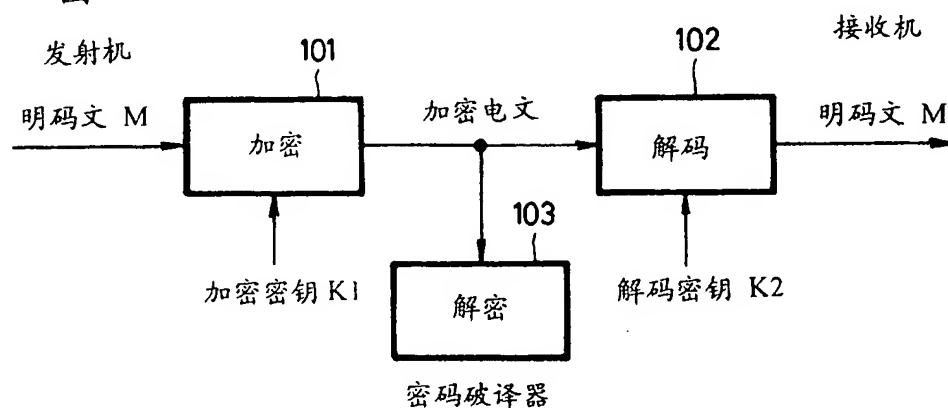 101
102
接收机
发射机
明码文 M
加密
加密电文
解码
明码文 M
103
加密密钥 K1
解密
解码密钥 K2
密码破译器